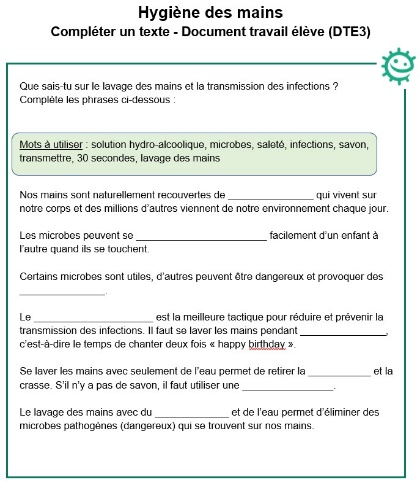 Hygiène des mains
Compléter un texte - Document travail élève (DTE3)
Que sais-tu sur le lavage des mains et la transmission des infections ?
Complète les phrases ci-dessous :
Mots à utiliser : solution hydro-alcoolique, microbes, saleté, infections, savon,
transmettre, 30 secondes, lavage des mains
Nos mains sont naturellement recouvertes de ________________ qui vivent sur
notre corps et des millions d'autres viennent de notre environnement chaque jour.
Les microbes peuvent se ________________________ facilement d'un enfant à
l'autre quand ils se touchent.
Certains microbes sont utiles, d'autres peuvent être dangereux et provoquer des
________________.
Le ______________________ est la meilleure tactique pour réduire et prévenir la
transmission des infections. Il faut se laver les mains pendant ________________,
c'est-à-dire le temps de chanter deux fois « happy birthday ».
Se laver les mains avec seulement de l'eau permet de retirer la ____________ et la
crasse. S'il n'y a pas de savon, il faut utiliser une _________________.
Le lavage des mains avec du ______________ et de l'eau permet d'éliminer des
microbes pathogènes (dangereux) qui se trouvent sur nos mains.